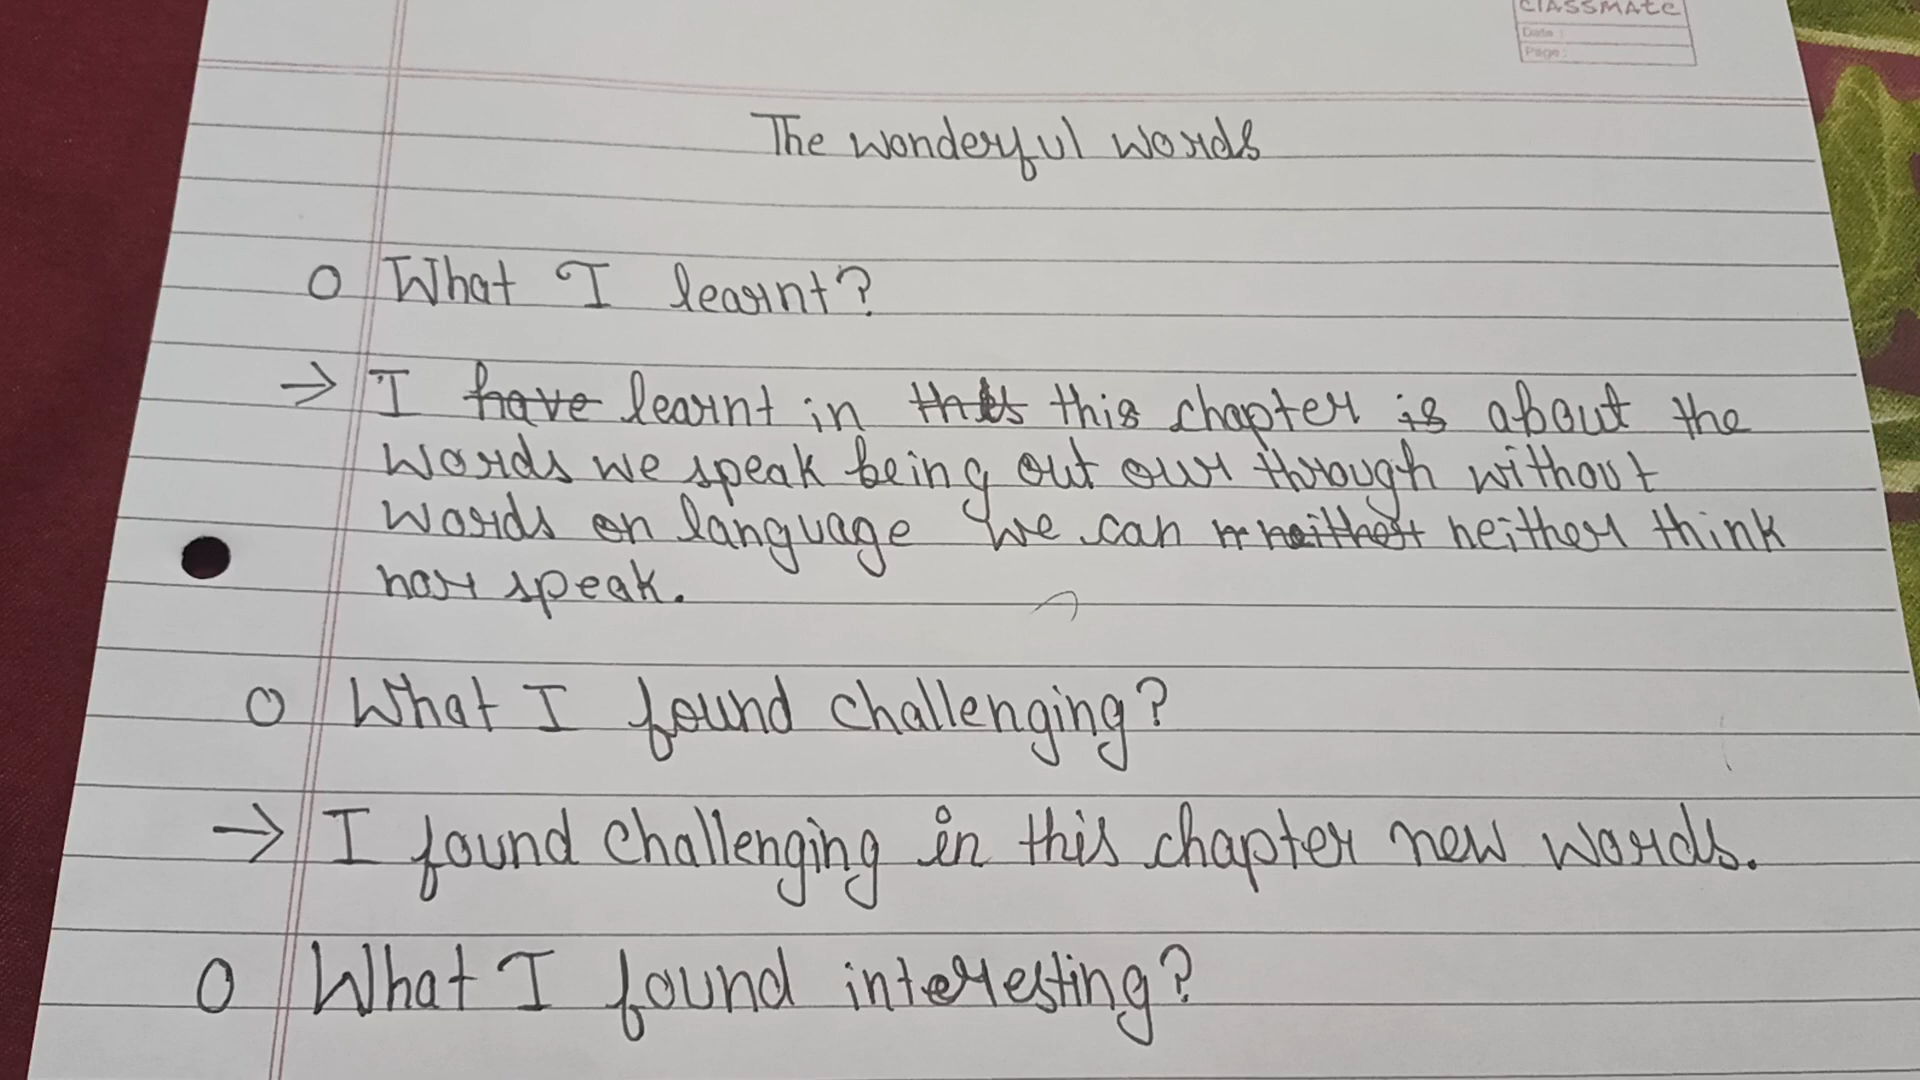 CLASSMATE
Date :
Page :
The wonderful words
O What I learnt?
→ I have learnt in this this chapter is about the
words we speak being out our through without
words on language we can n neither neither think
nor speak.
O What I found challenging?
→ I found challenging in this chapter new words.
O What I found interesting?